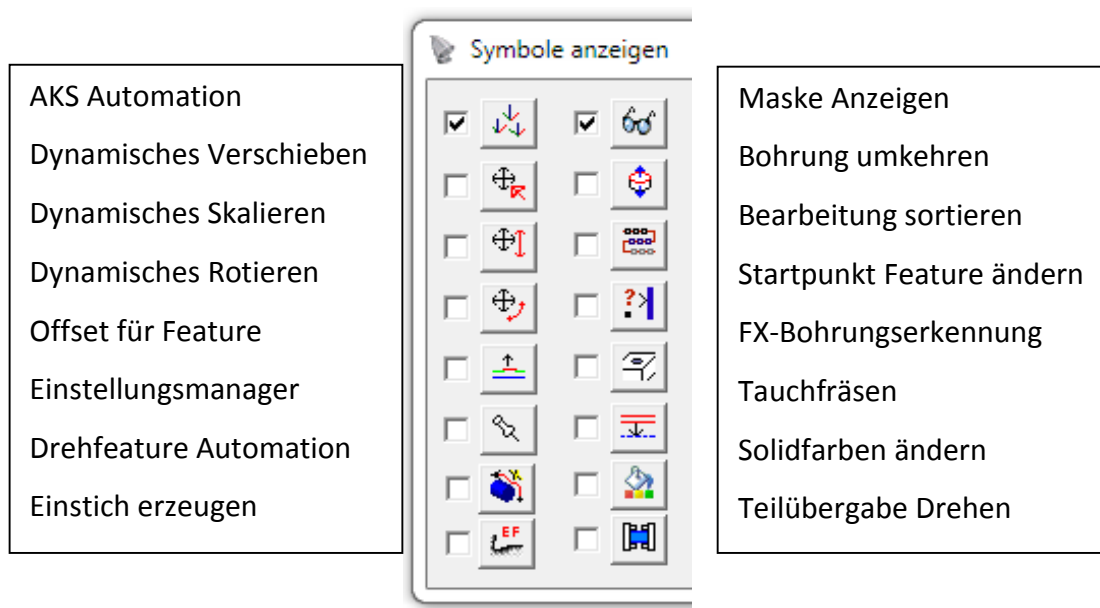 Symbole anzeigen
AKS Automation
Dynamisches Verschieben
Dynamisches Skalieren
Dynamisches Rotieren
Offset für Feature
Einstellungsmanager
Drehfeature Automation
Einstich erzeugen
EF
Maske Anzeigen
Bohrung umkehren
Bearbeitung sortieren
Startpunkt Feature ändern
FX-Bohrungserkennung
Tauchfräsen
Solidfarben ändern
Teilübergabe Drehen